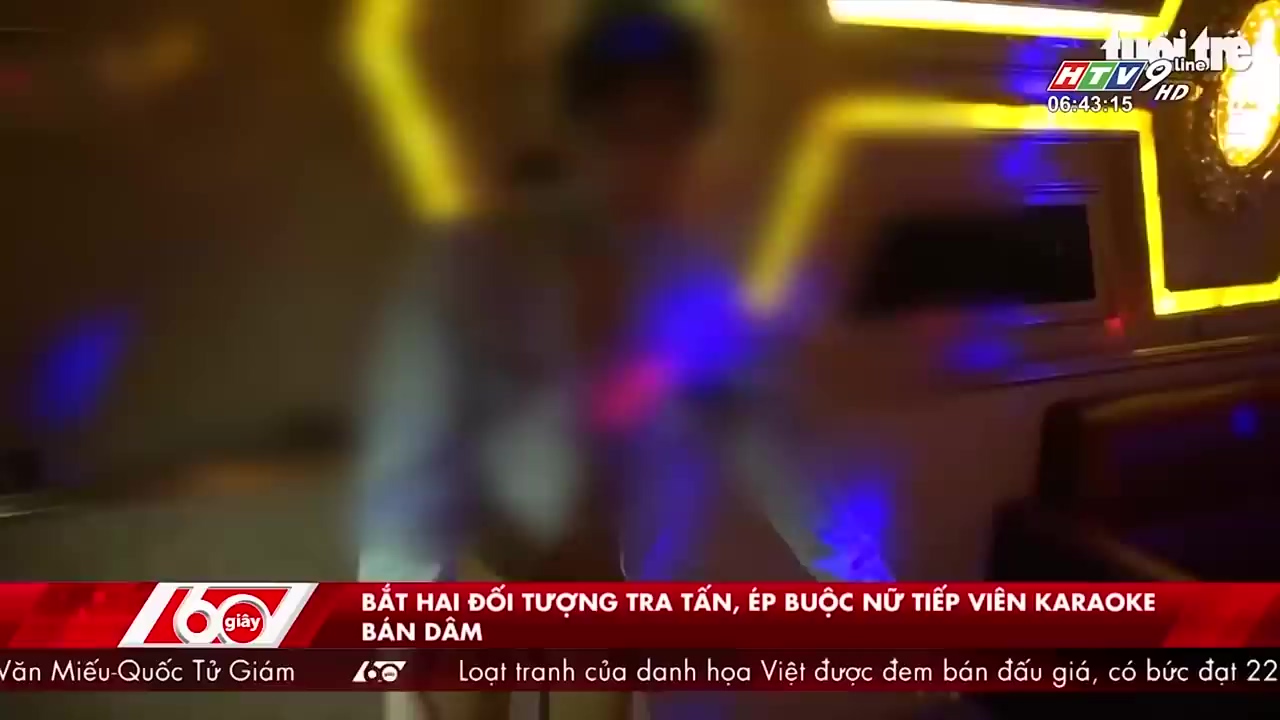 tuổi trẻ
line
HTV9
HD
06:43:15
BẮT HAI ĐỐI TƯỢNG TRA TẤN, ÉP BUỘC NỮ TIẾP VIÊN KARAOKE
BÁN DÂM
60 giây
Văn Miếu-Quốc Tử Giám 60 Loạt tranh của danh họa Việt được đem bán đấu giá, có bức đạt 22